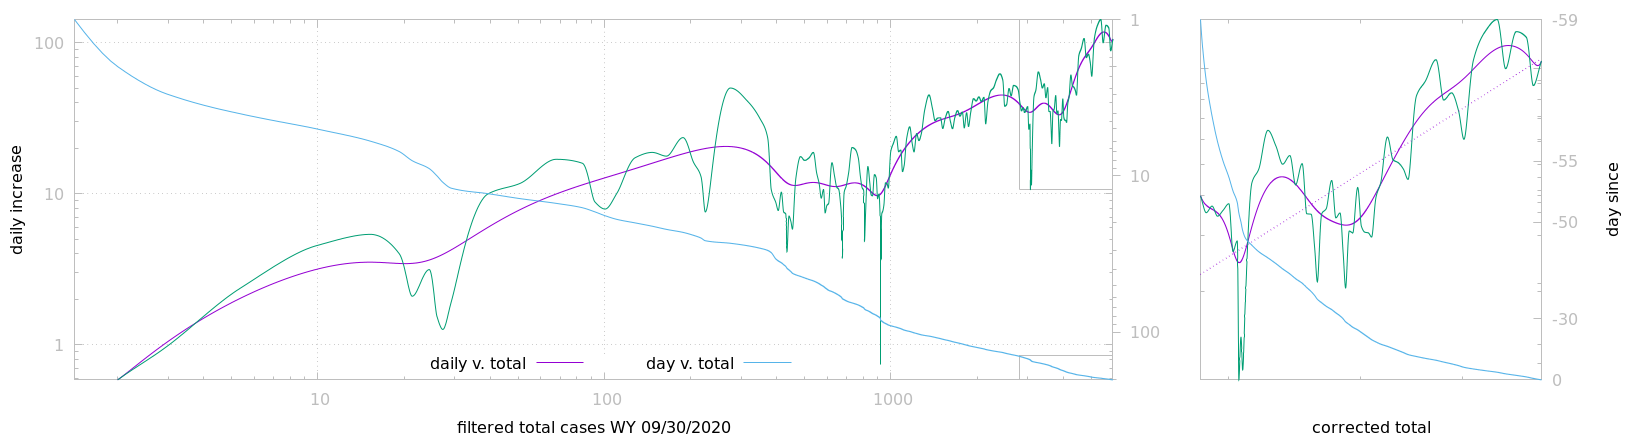 100
10
1
daily increase
daily v. total
day v. total
10
100
1000
filtered total cases WY 09/30/2020
1
10
100
-59
-55
-50
-30
0
day since
corrected total